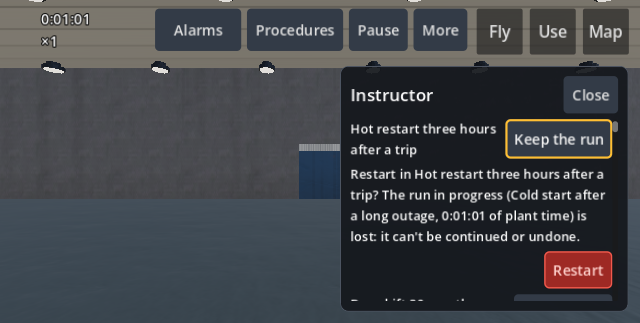 0:01:01
×1
Alarms
Procedures
Pause
More
Fly
Use
Map
Instructor
Close
Hot restart three hours
after a trip
Keep the run
Restart in Hot restart three hours after a
trip? The run in progress (Cold start after
a long outage, 0:01:01 of plant time) is
lost: it can't be continued or undone.
Restart